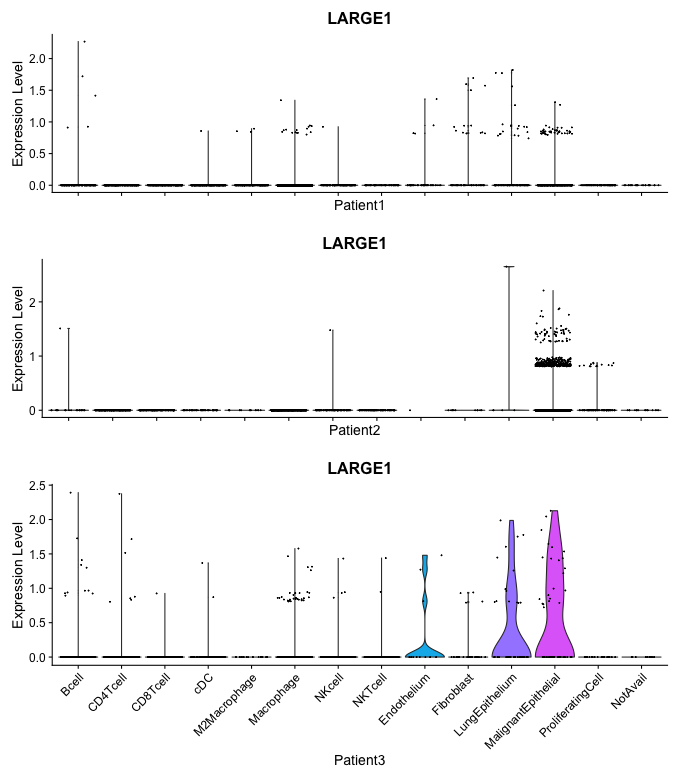 LARGE1
Expression Level
2.0
1.5
1.0
0.5
0.0
Patient1
LARGE1
Expression Level
2
1
0
Patient2
LARGE1
Expression Level
2.5
2.0
1.5
1.0
0.5
0.0
Bcell
CD4Tcell
CD8Tcell
cDC
M2Macrophage
Macrophage
NKcell
NKTcell
Endothelium
Fibroblast
LungEpithelium
MalignantEpithelial
ProliferatingCell
NotAvail
Patient3